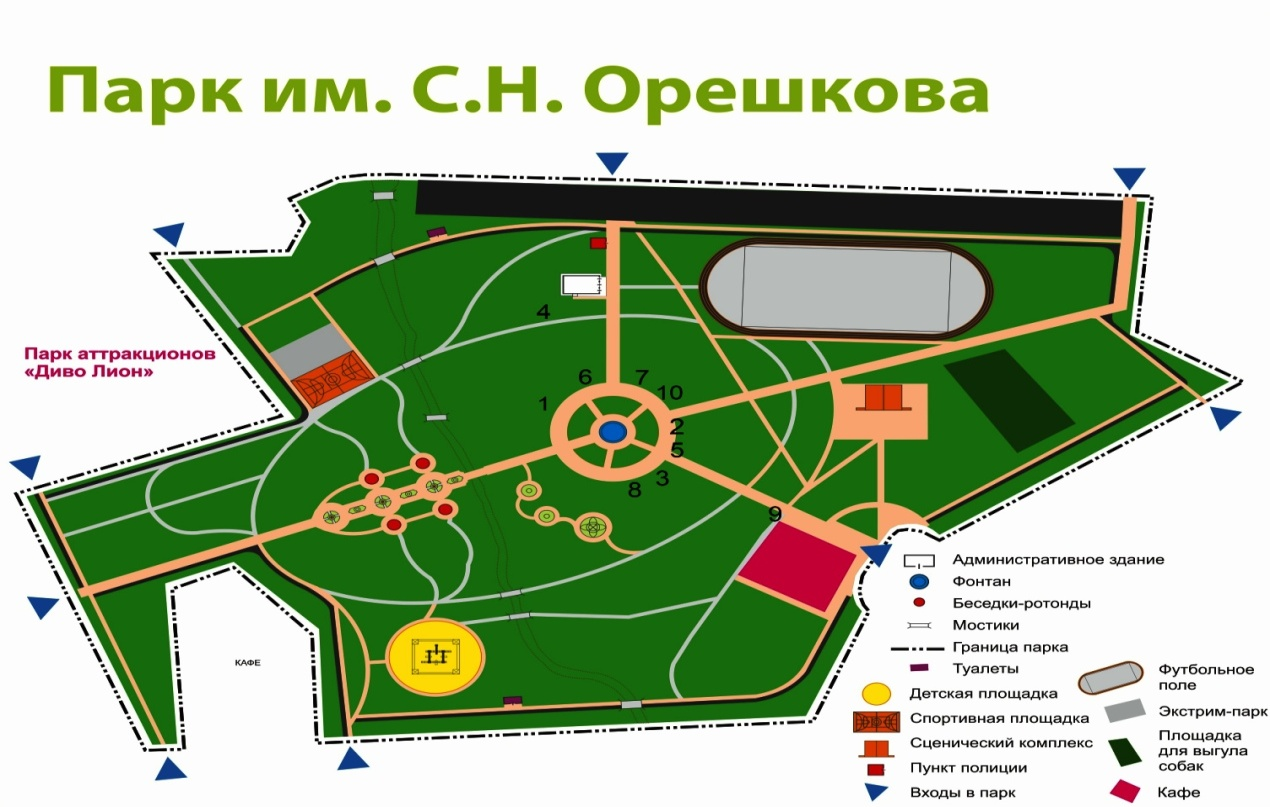 Парк им. С.Н. Орешкова
Парк аттракционов
«Диво Лион»
4
6
7
10
1
2
5
3
8
9
КАФЕ
Административное здание
Фонтан
Беседки-ротонды
Мостики
Граница парка
Туалеты
Детская площадка
Спортивная площадка
Сценический комплекс
Пункт полиции
Входы в парк
Футбольное
поле
Экстрим-парк
Площадка
для выгула
собак
Кафе